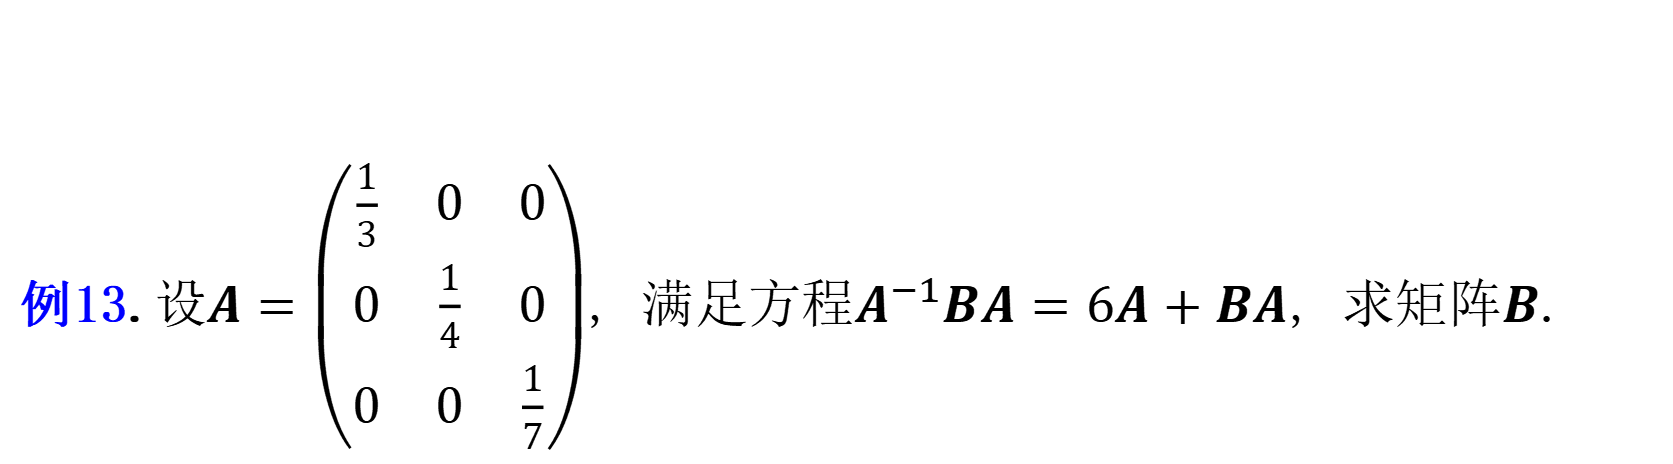 例13. 设A = (1/3 0 0
0 1/4 0
0 0 1/7), 满足方程A⁻¹BA = 6A + BA, 求矩阵B.